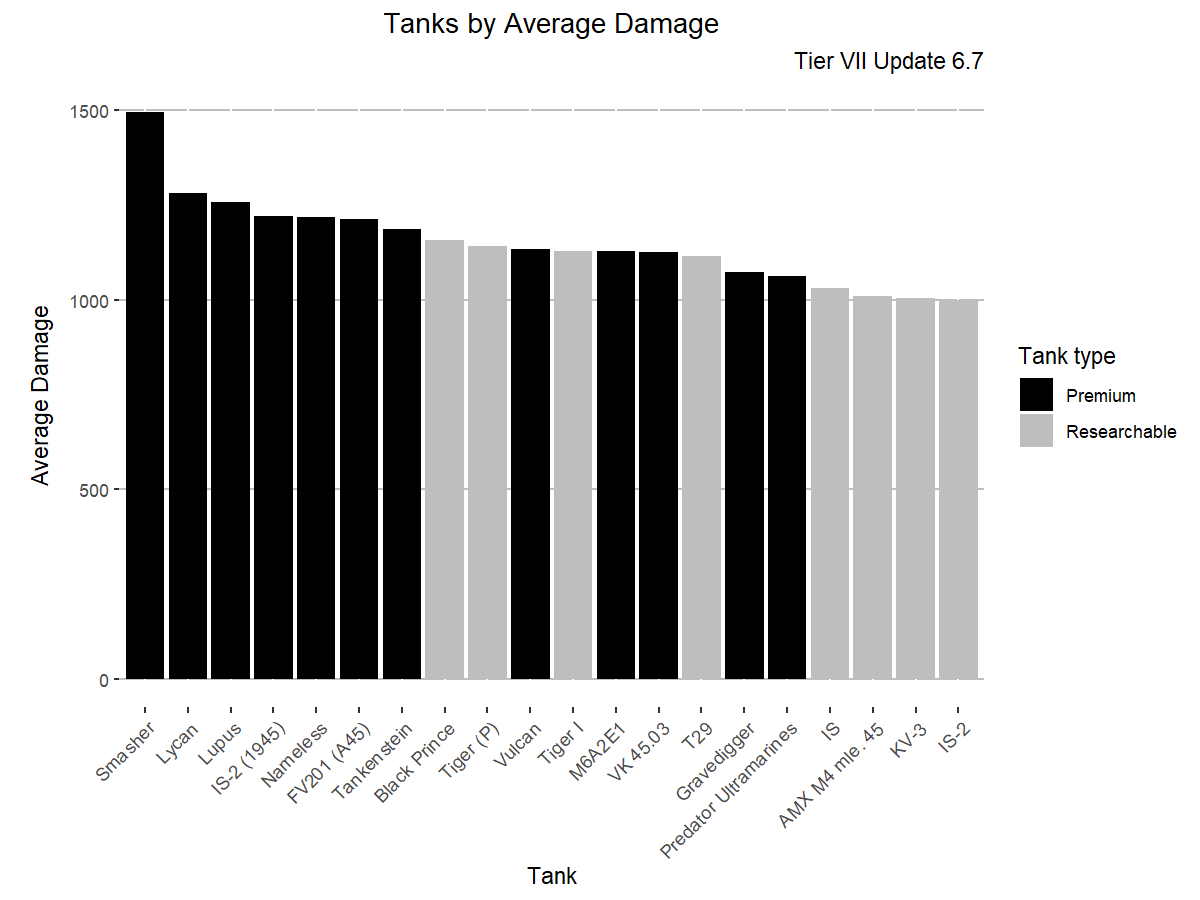 Tanks by Average Damage
Tier VII Update 6.7
Average Damage
1500
1000
500
0
Smasher
Lycan
Lupus
IS-2 (1945)
Nameless
FV201 (A45)
Tankenstein
Black Prince
Tiger (P)
Vulcan
Tiger I
M6A2E1
VK 45.03
T29
Gravedigger
Predator Ultramarines
IS
AMX M4 mle. 45
KV-3
IS-2
Tank
Tank type
Premium
Researchable